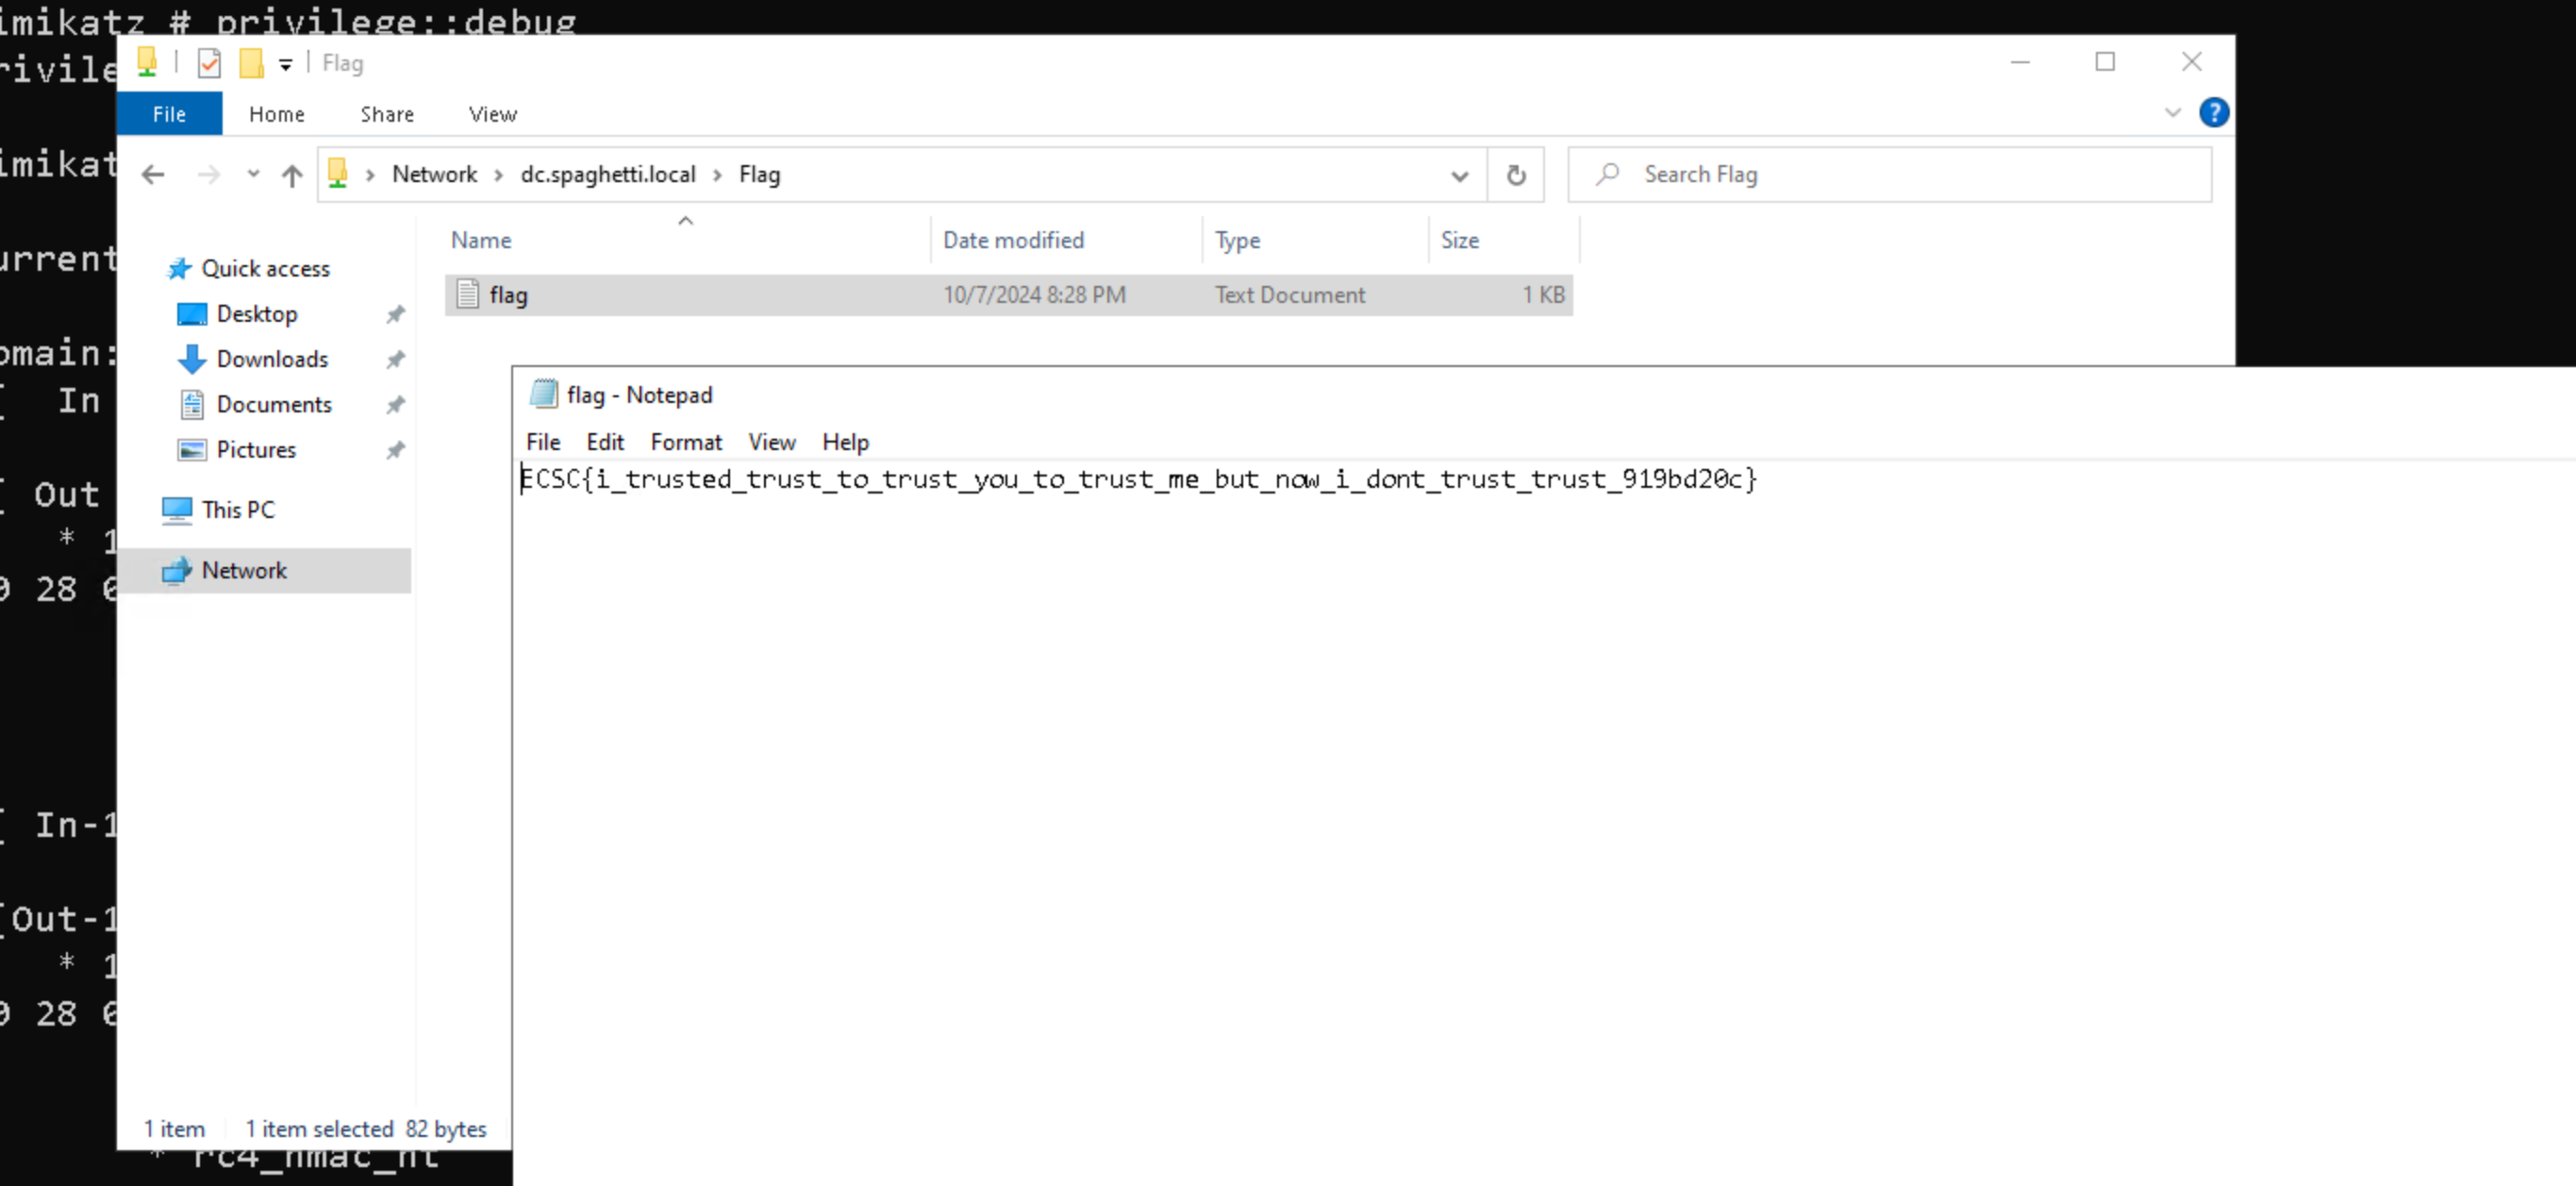 imikatz # privilege::debug
rivile
Flag
File Home Share View
imikat
Network > dc.spaghetti.local > Flag
Search Flag
Name Date modified Type Size
urrent
Quick access
flag 10/7/2024 8:28 PM Text Document 1 KB
Desktop
omain:
Downloads
[ In
Documents
flag - Notepad
Pictures
File Edit Format View Help
ECSC{i_trusted_trust_to_trust_you_to_trust_me_but_now_i_dont_trust_trust_919bd20c}
[ Out
This PC
* 1
Network
0 28 0
[ In-1
[Out-1
* 1
0 28 0
1 item 1 item selected 82 bytes
* rc4_hmac_nt